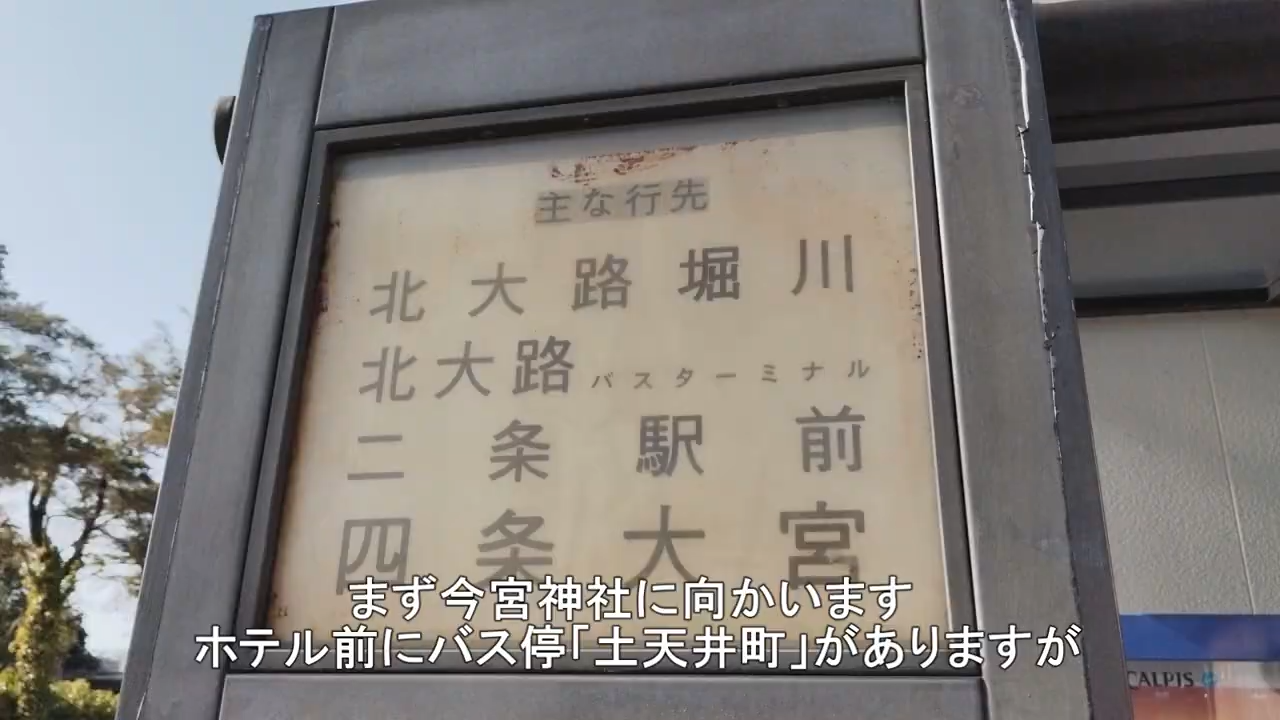 主な行先
北大路堀川
北大路バスターミナル
二条駅前
四条大宮
まず今宮神社に向かいます
ホテル前にバス停「土天井町」がありますが
CALPIS